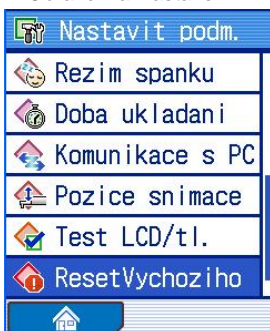 Nastavit podm.
Rezim spanku
Doba ukladani
Komunikace s PC
Pozice snimace
Test LCD/tl.
ResetVychoziho